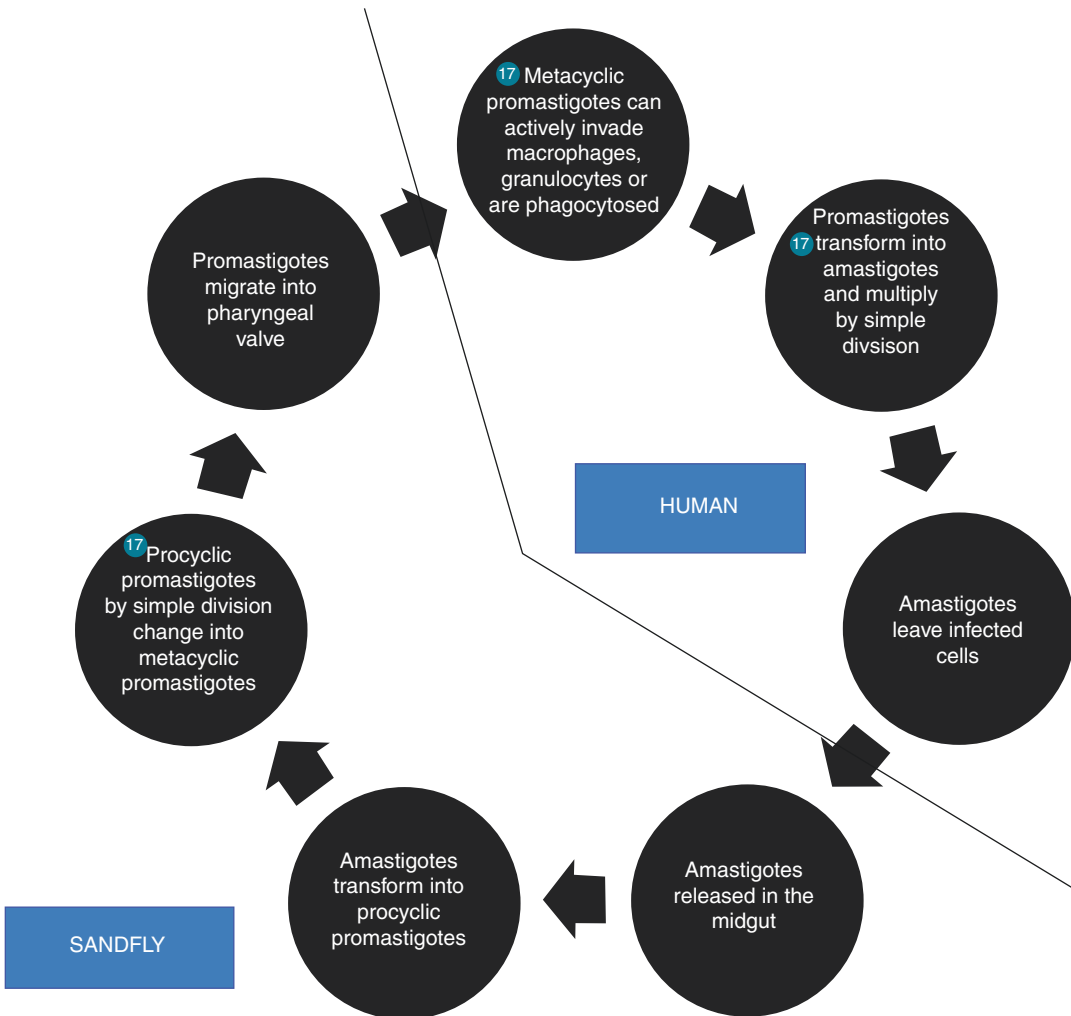 17 Metacyclic
promastigotes can
actively invade
macrophages,
granulocytes or
are phagocytosed
Promastigotes
17 transform into
amastigotes
and multiply
by simple
divsison
Amastigotes
leave infected
cells
Amastigotes
released in the
midgut
Amastigotes
transform into
procyclic
promastigotes
17 Procyclic
promastigotes
by simple division
change into
metacyclic
promastigotes
Promastigotes
migrate into
pharyngeal
valve
HUMAN
SANDFLY